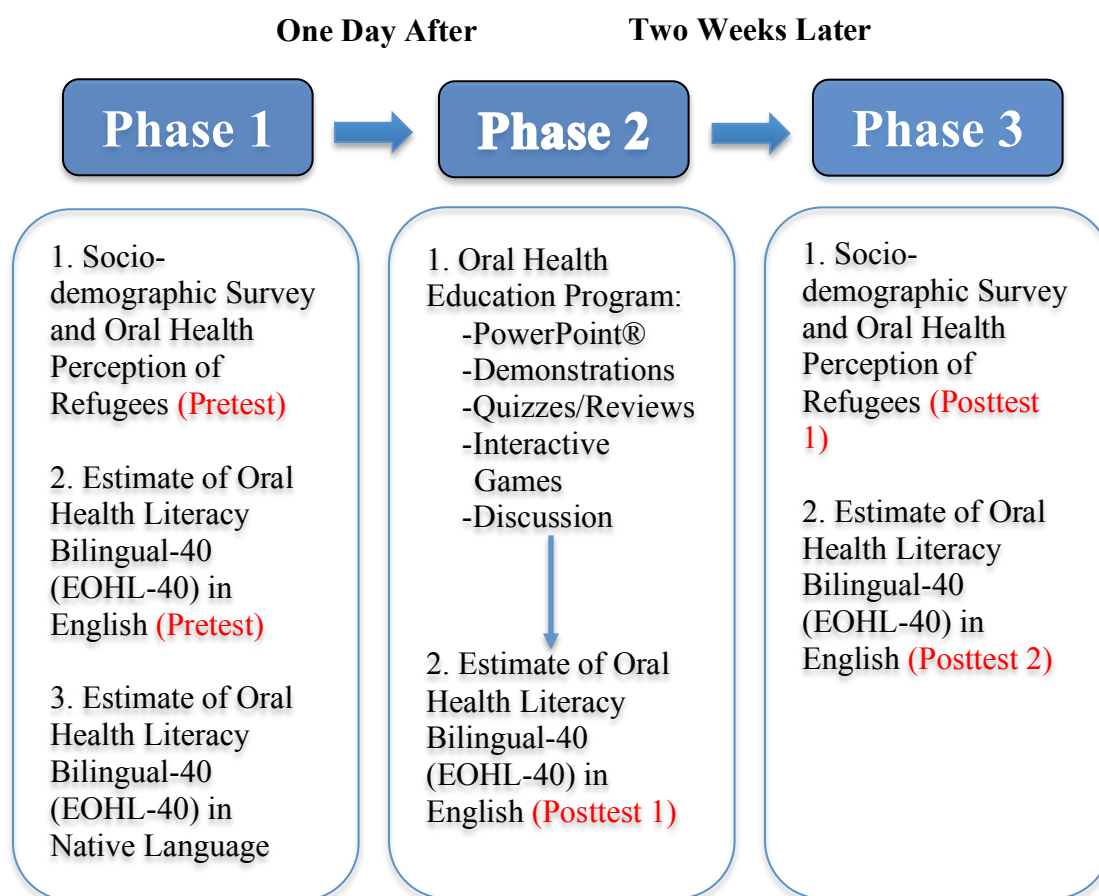 One Day After
Two Weeks Later
Phase 1
Phase 2
Phase 3
1. Socio-
demographic Survey
and Oral Health
Perception of
Refugees (Pretest)
2. Estimate of Oral
Health Literacy
Bilingual-40
(EOHL-40) in
English (Pretest)
3. Estimate of Oral
Health Literacy
Bilingual-40
(EOHL-40) in
Native Language
1. Oral Health
Education Program:
-PowerPoint®
-Demonstrations
-Quizzes/Reviews
-Interactive
Games
-Discussion
2. Estimate of Oral
Health Literacy
Bilingual-40
(EOHL-40) in
English (Posttest 1)
1. Socio-
demographic Survey
and Oral Health
Perception of
Refugees (Posttest
1)
2. Estimate of Oral
Health Literacy
Bilingual-40
(EOHL-40) in
English (Posttest 2)